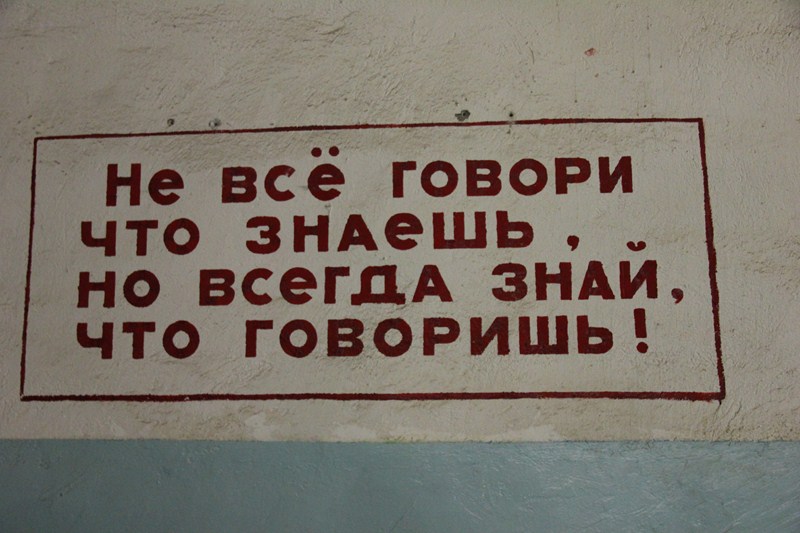 Не всё говори
что знаешь,
но всегда знай,
что говоришь!